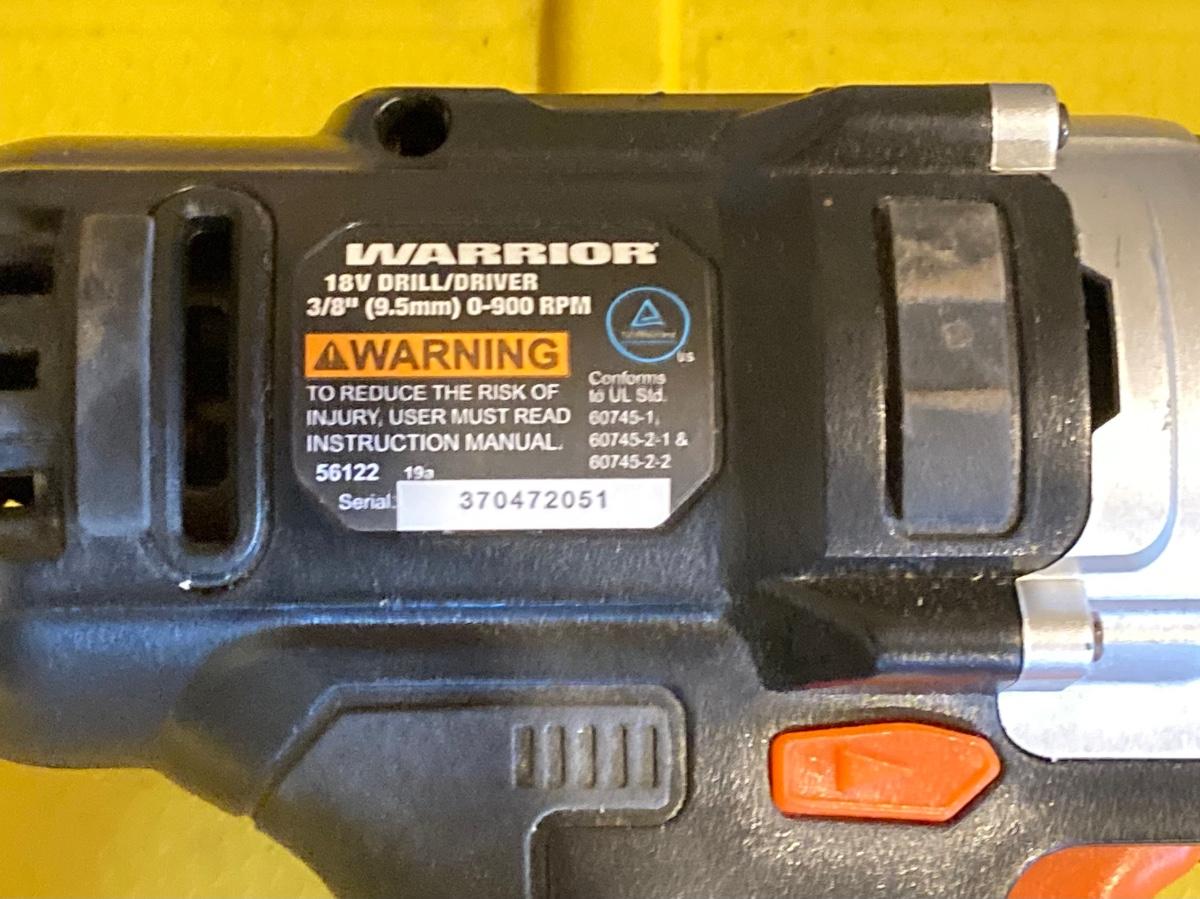 WARRIOR
18V DRILL/DRIVER
3/8" (9.5mm) 0-900 RPM
WARNING
TO REDUCE THE RISK OF
INJURY, USER MUST READ
INSTRUCTION MANUAL.
56122 19a
Serial:
370472051
US
Conforms
to UL Std.
60745-1,
60745-2-1 &
60745-2-2